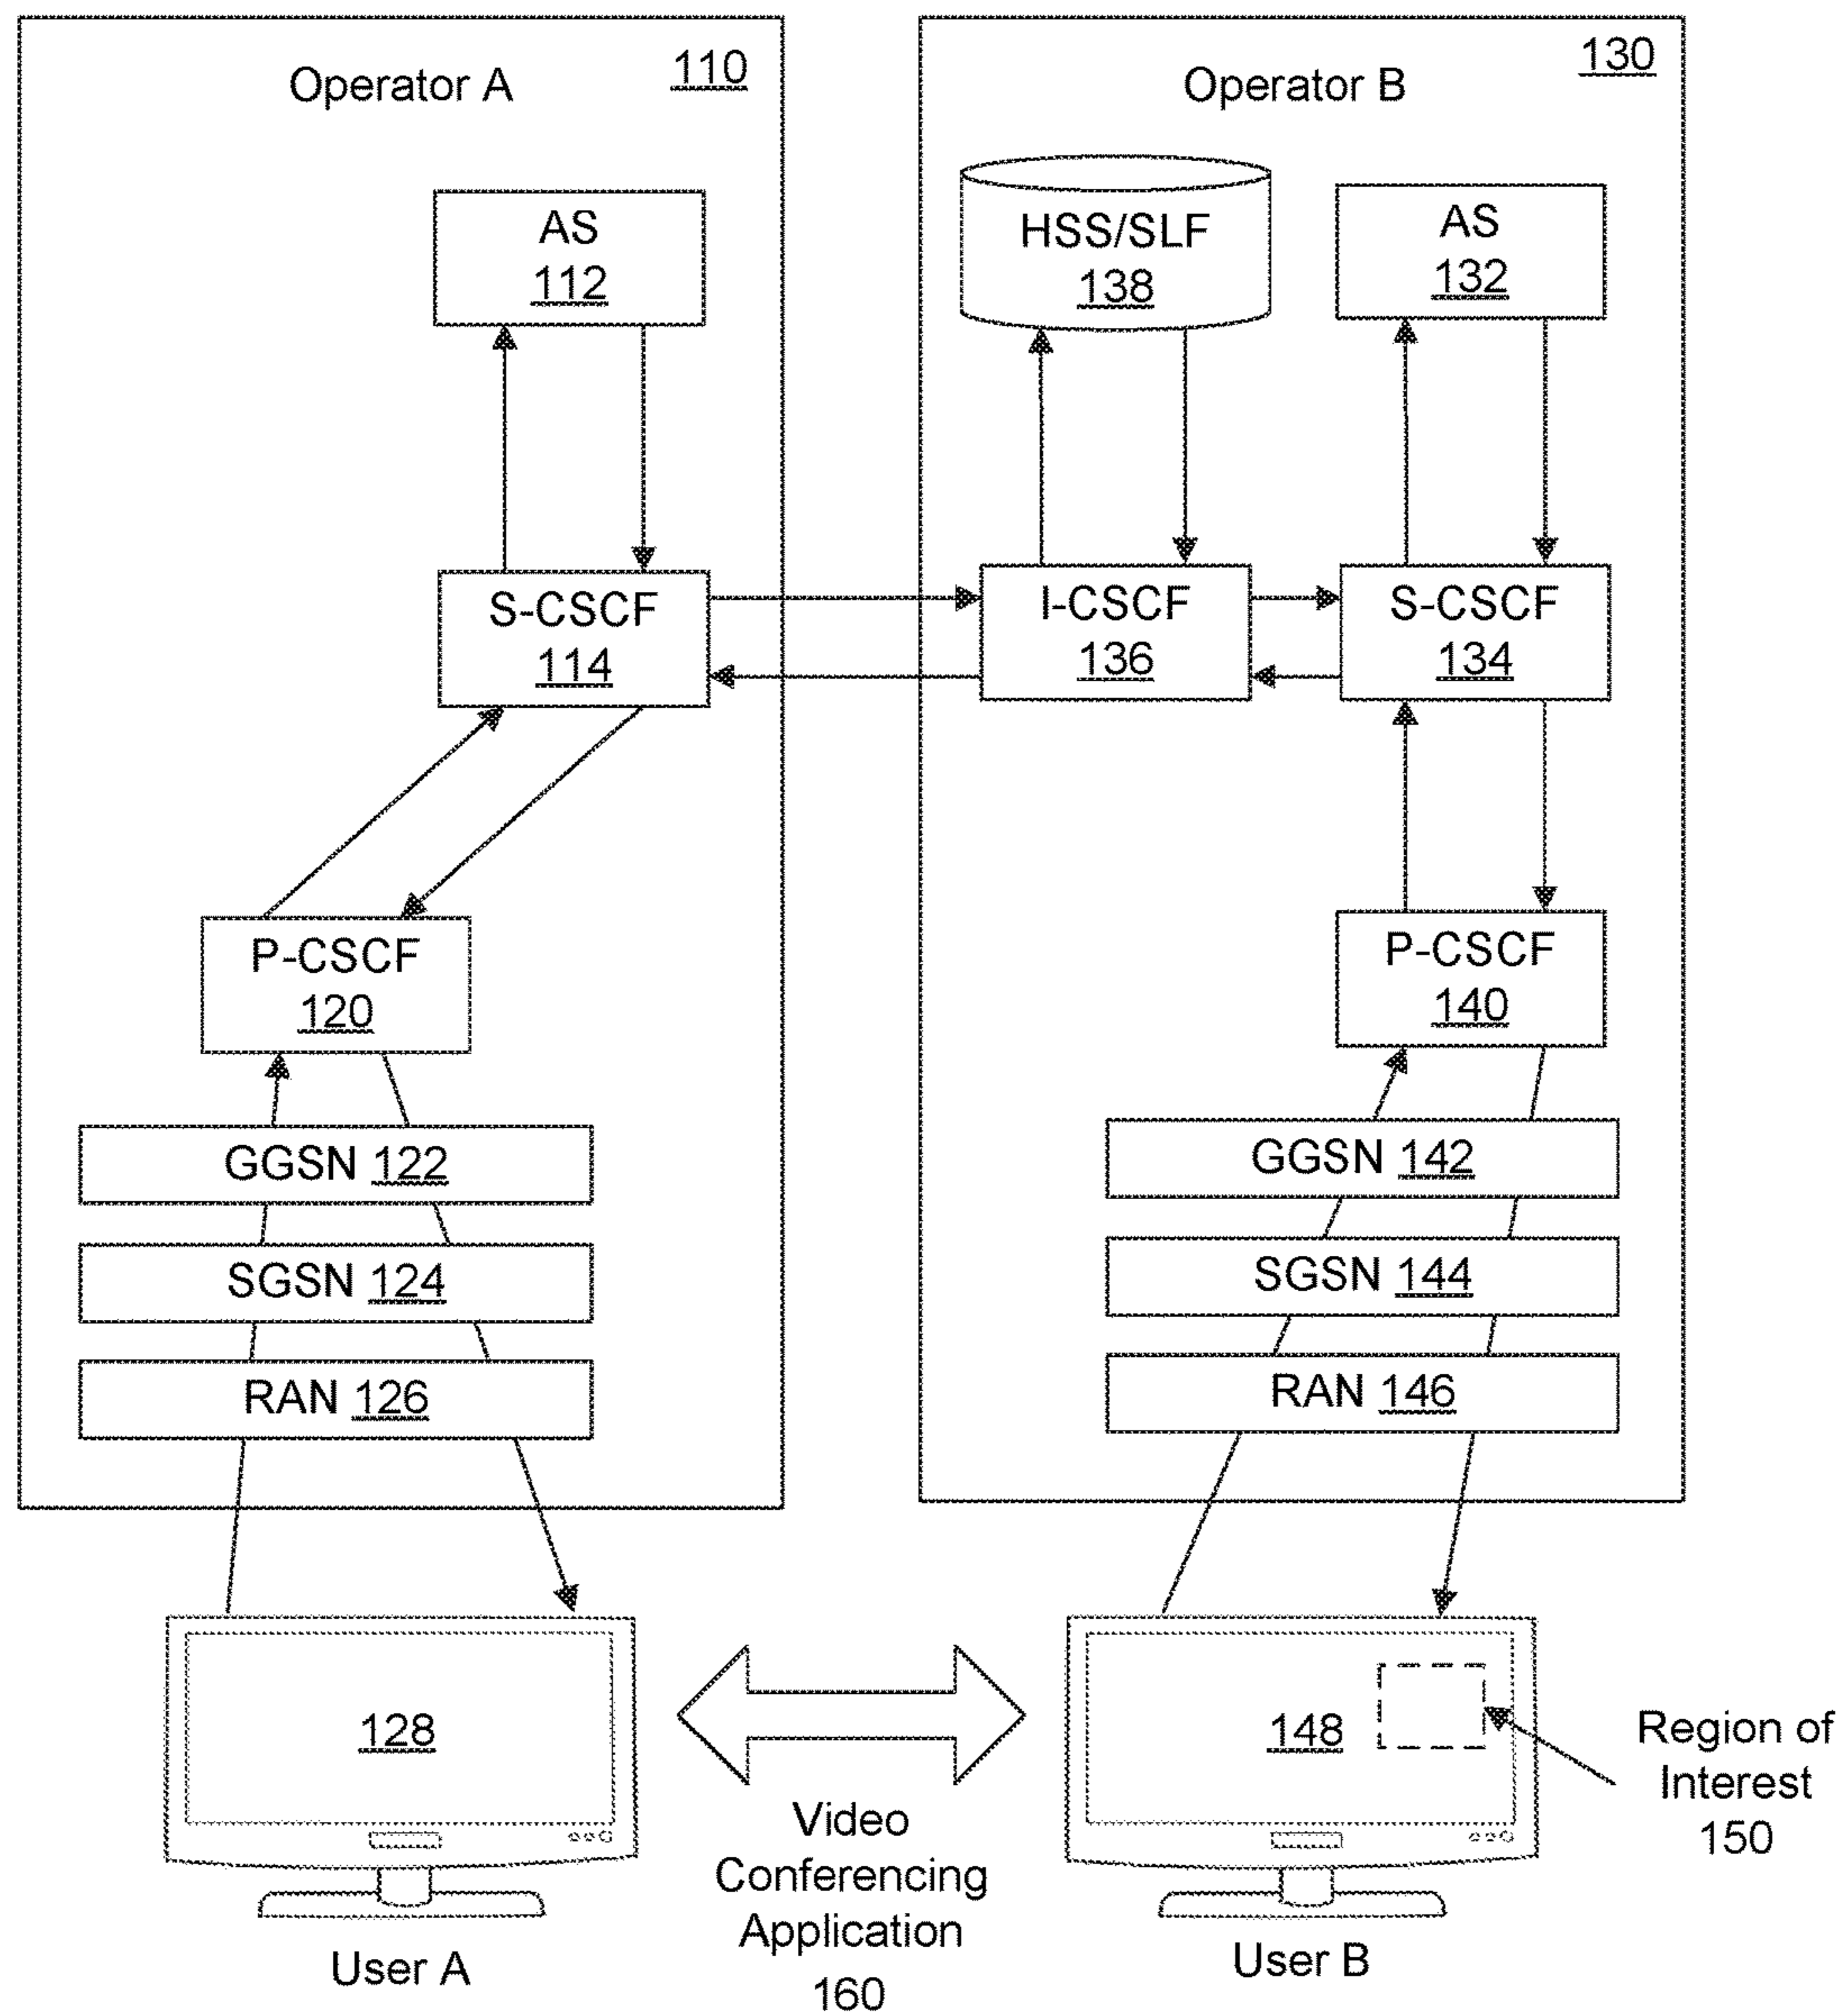 Operator A
110
AS
112
S-CSCF
114
P-CSCF
120
GGSN 122
SGSN 124
RAN 126
128
User A
Operator B
130
HSS/SLF
138
AS
132
I-CSCF
136
S-CSCF
134
P-CSCF
140
GGSN 142
SGSN 144
RAN 146
148
User B
Region of
Interest
150
Video
Conferencing
Application
160